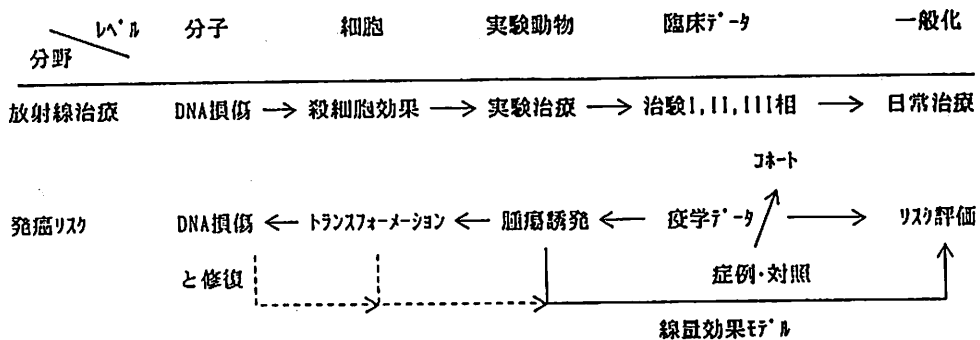 レベル 分子 細胞 実験動物 臨床データ 一般化
分野
放射線治療 DNA損傷 → 殺細胞効果 → 実験治療 → 治験I,II,III相 → 日常治療
コホート
発癌リスク DNA損傷 ← トランスフォーメーション ← 腫瘍誘発 ← 疫学データ → リスク評価
と修復 症例・対照
線量効果モデル